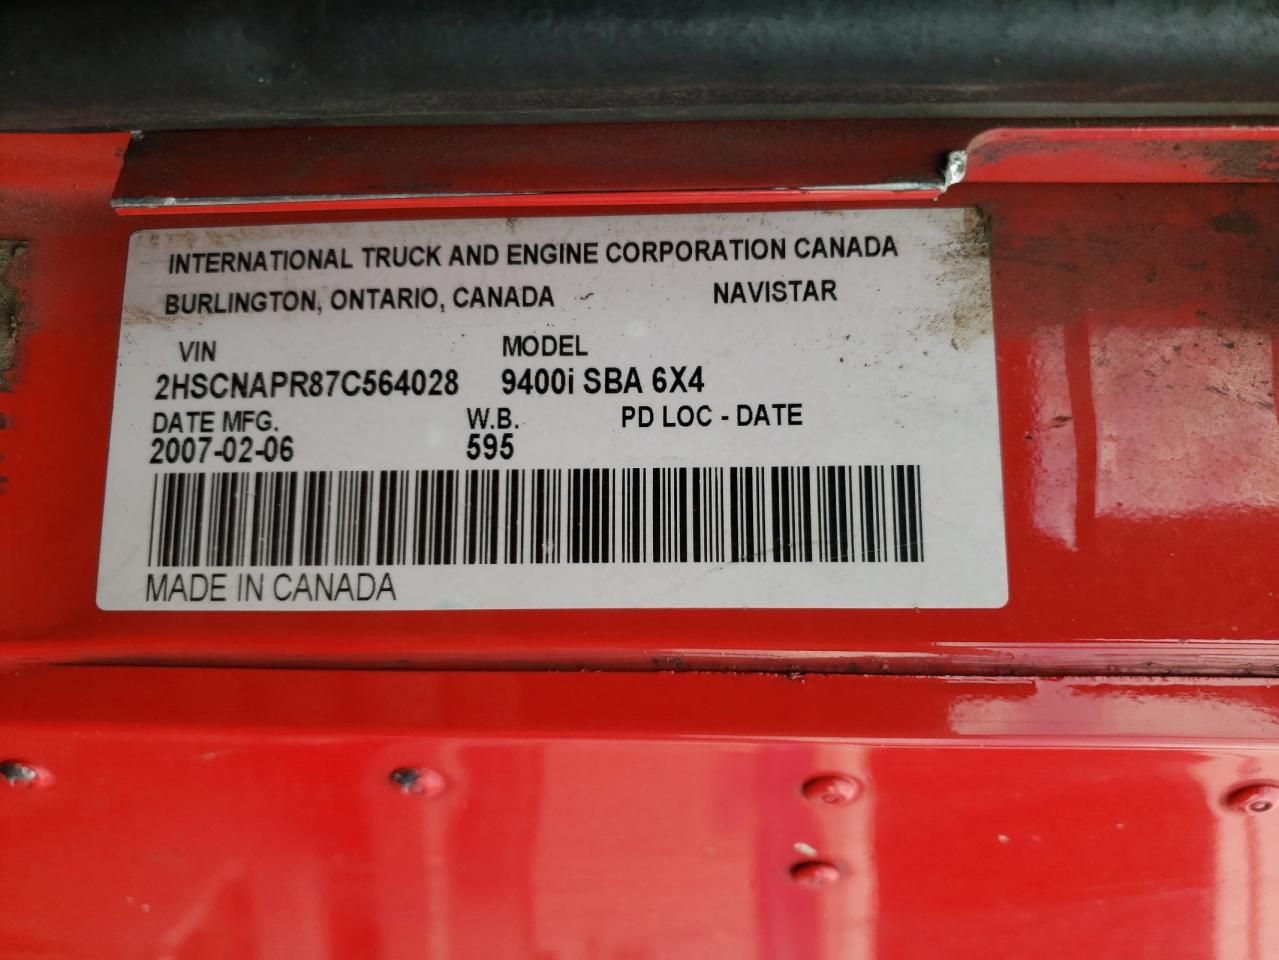 INTERNATIONAL TRUCK AND ENGINE CORPORATION CANADA
BURLINGTON, ONTARIO, CANADA NAVISTAR
VIN MODEL
2HSCNAPR87C564028 9400i SBA 6X4
DATE MFG. W.B. PD LOC - DATE
2007-02-06 595
MADE IN CANADA